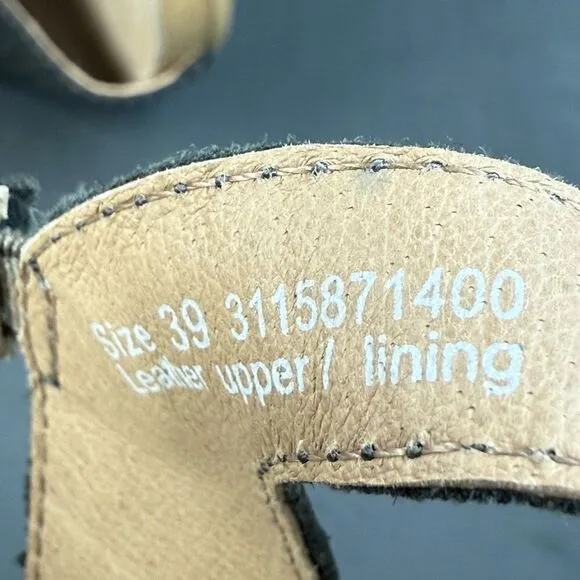 Size 39 3115871400
Leather upper/ lining